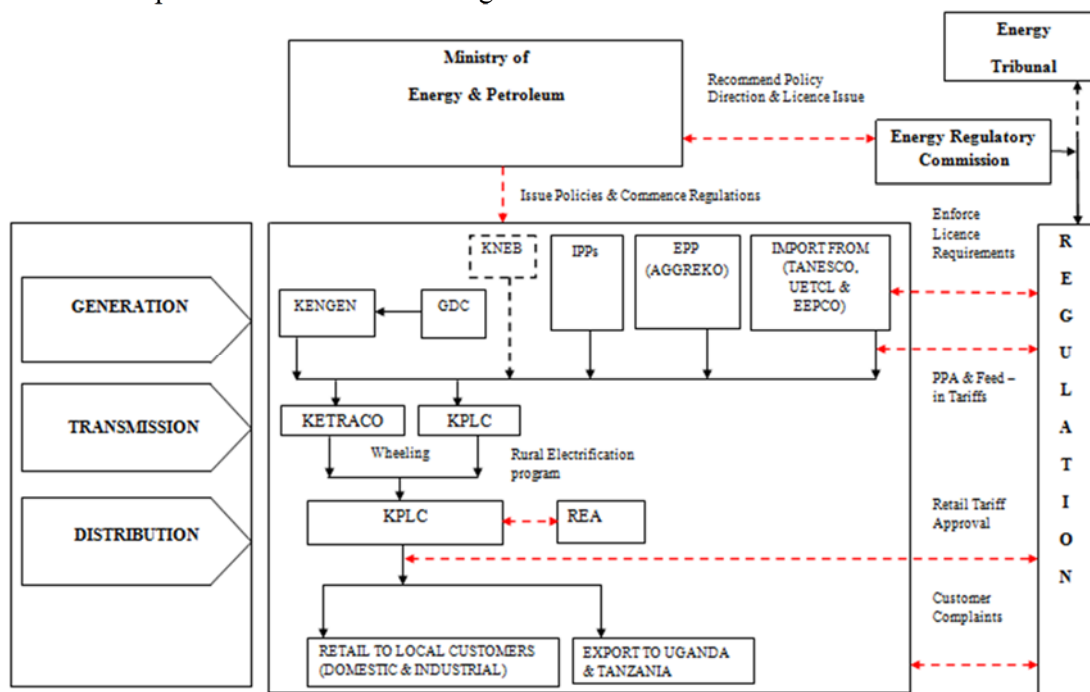 Energy
Tribunal
Ministry of
Energy & Petroleum
Recommend Policy
Direction & Licence Issue
Energy Regulatory
Commission
Issue Policies & Commence Regulations
Enforce
Licence
Requirements
KNEB
IPPs
EPP
(AGGREKO)
IMPORT FROM
(TANESCO,
UETCL &
EEPCO)
GENERATION
KENGEN
GDC
PPA & Feed –
in Tariffs
TRANSMISSION
KETRACO
KPLC
Wheeling
Rural Electrification
program
DISTRIBUTION
KPLC
REA
Retail Tariff
Approval
Customer
Complaints
RETAIL TO LOCAL CUSTOMERS
(DOMESTIC & INDUSTRIAL)
EXPORT TO UGANDA
& TANZANIA
R
E
G
U
L
A
T
I
O
N